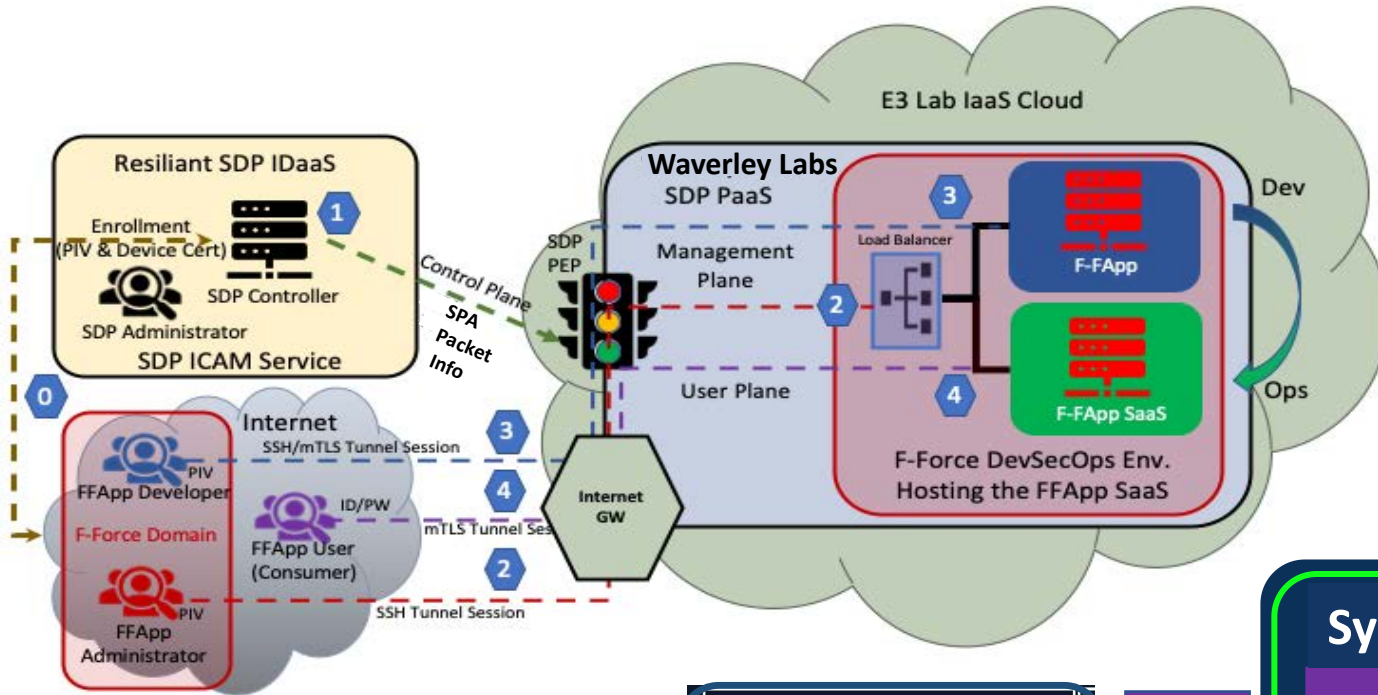 E3 Lab IaaS Cloud
Resiliant SDP IDaaS
1
Enrollment
(PIV & Device Cert)
SDP Controller
SDP Administrator
SDP ICAM Service
0
Control Plane
SPA
Packet
Info
SDP
PEP
Waverley Labs
SDP PaaS
Management
Plane
3
Load Balancer
2
User Plane
4
F-FApp
F-FApp SaaS
F-Force DevSecOps Env.
Hosting the FFApp SaaS
Dev
Ops
Internet
SSH/mTLS Tunnel Session
3
PIV
FFApp Developer
4
ID/PW
mTLS Tunnel Ses
F-Force Domain
FFApp User
(Consumer)
2
PIV
SSH Tunnel Session
FFApp
Administrator
Internet
GW
Sy